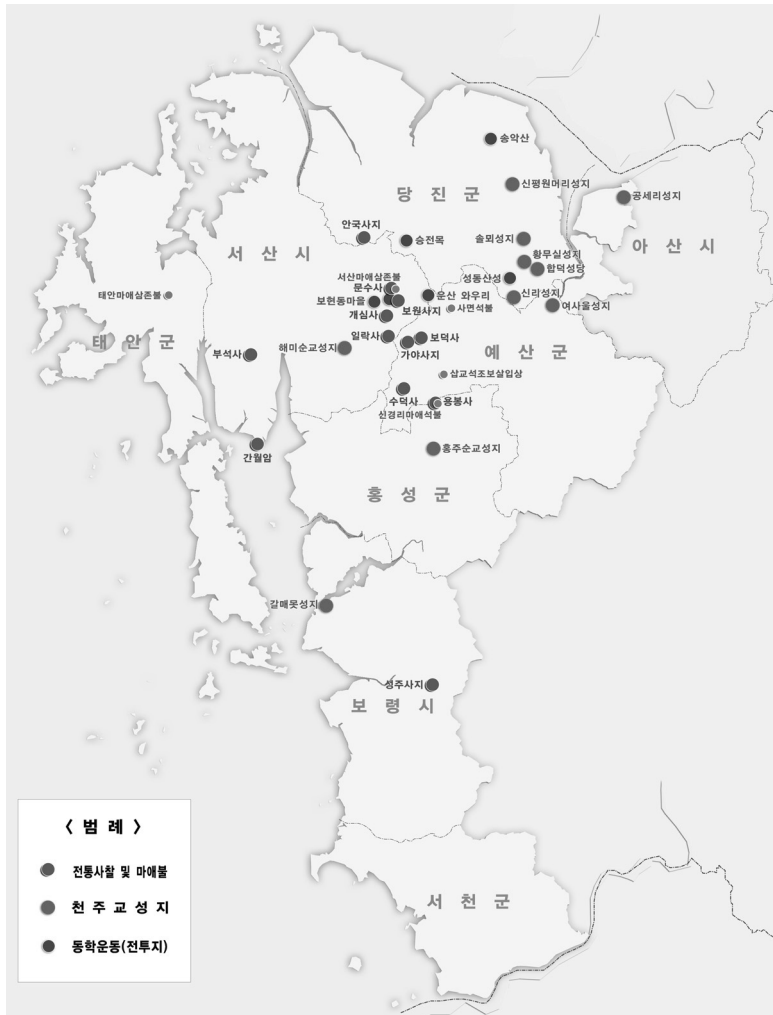 송악산
신평원머리성지
공세리성지
당 진 군
안국사지
승전목
솔뫼성지
아 산 시
서 산 시
황무실성지
합덕성당
서산마애삼존불
성동산성
문수사
태안마애삼존불
보현동마을
운산 와우리
신리성지
보원사지
사면석불
여사울성지
개심사
일락사
보덕사
태 안 군
해미순교성지
가야사지
예 산 군
부석사
삽교석조보살입상
수덕사
용봉사
신경리마애석불
간월암
홍주순교성지
홍 성 군
갈매못성지
성주사지
보 령 시
〈 범 례 〉
전통사찰 및 마애불
천 주 교 성 지
동학운동(전투지)
서 천 군